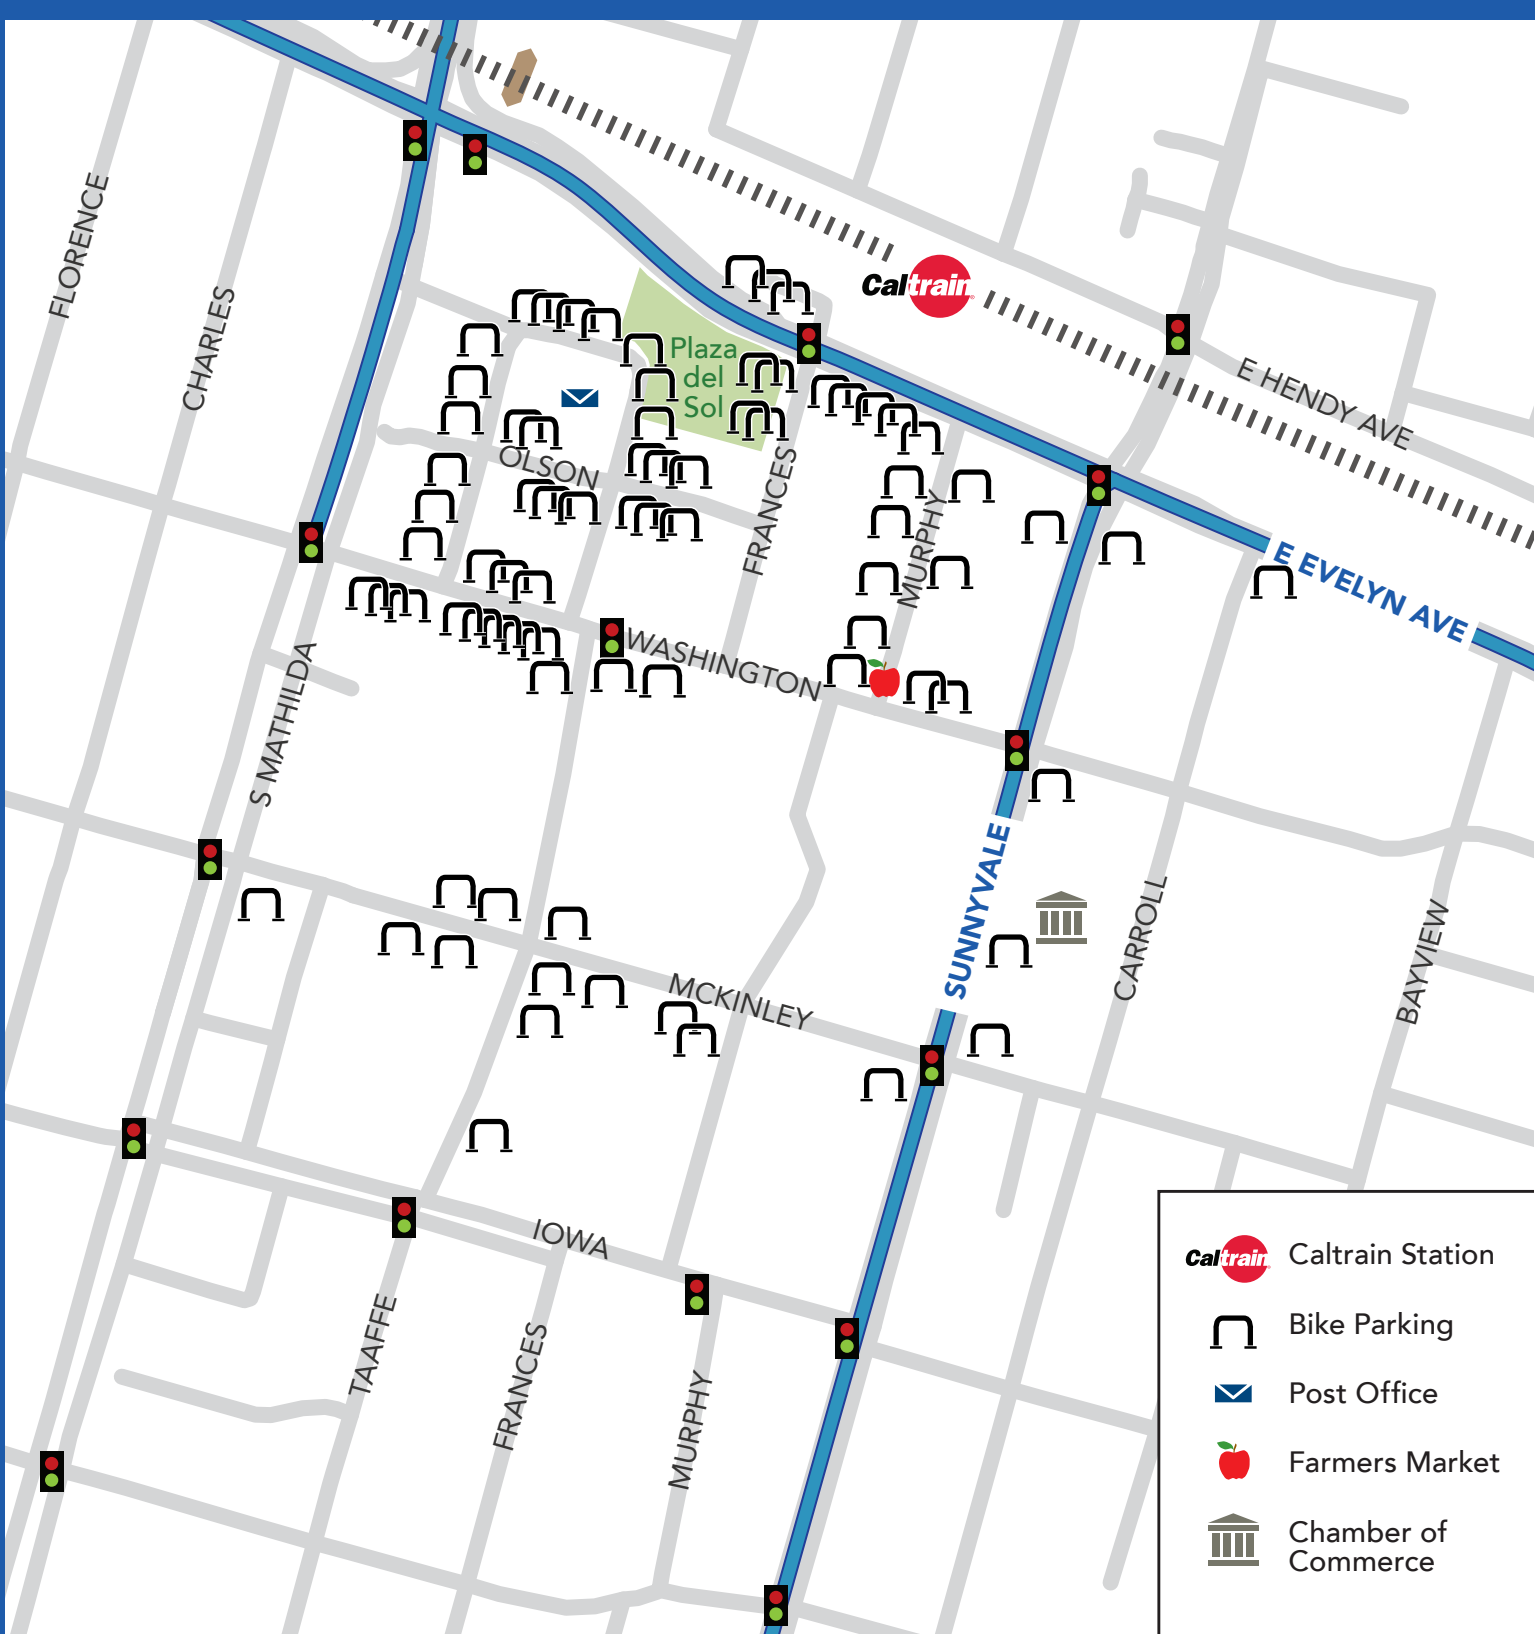 FLORENCE
CHARLES
Caltrain
E HENDY AVE
Plaza
del
Sol
OLSON
FRANCES
MURPHY
E EVELYN AVE
WASHINGTON
S MATHILDA
SUNNYVALE
CARROLL
BAYVIEW
MCKINLEY
IOWA
TAAFFE
FRANCES
MURPHY
Caltrain
Caltrain Station
Bike Parking
Post Office
Farmers Market
Chamber of
Commerce